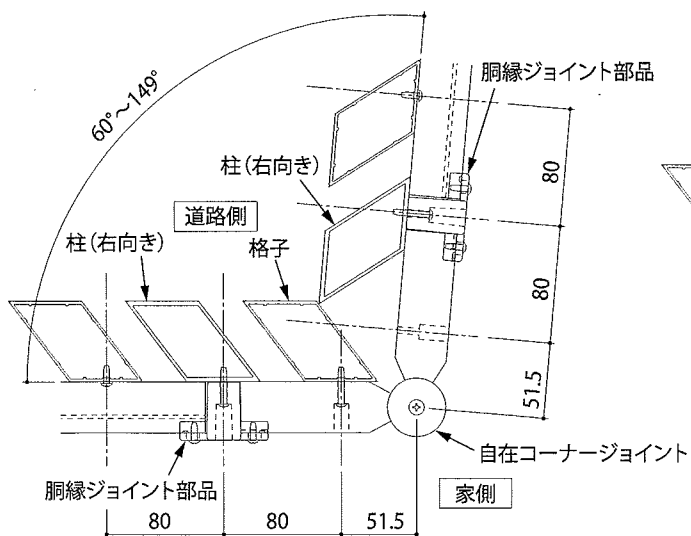 60°～149°
胴縁ジョイント部品
柱（右向き）
道路側
柱（右向き）
格子
80
80
51.5
自在コーナージョイント
胴縁ジョイント部品
家側
80
80
51.5